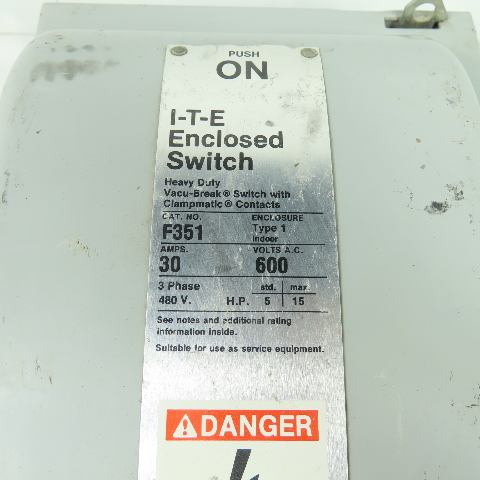 PUSH
ON
I-T-E
Enclosed
Switch
Heavy Duty
Vacu-Break® Switch with
Clampmatic® Contacts
CAT. NO. ENCLOSURE
F351 Type 1
Indoor
AMPS. VOLTS A.C.
30 600
3 Phase std. max.
480 V. H.P. 5 15
See notes and additional rating
information inside.
Suitable for use as service equipment.
DANGER